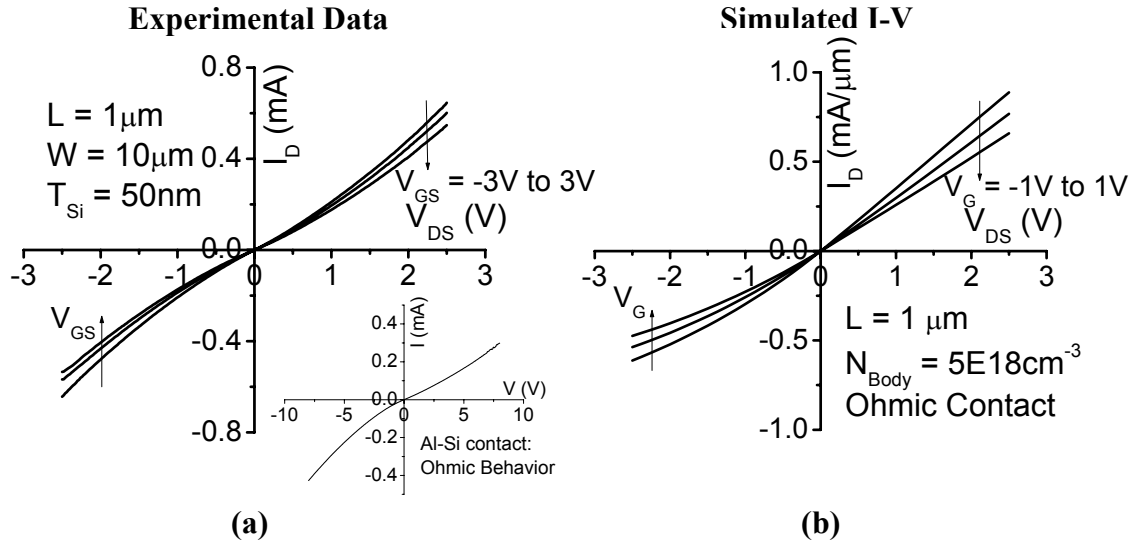 Experimental Data
0.8
I_D (mA)
L = 1μm
W = 10μm
T_Si = 50nm
0.4
V_GS = -3V to 3V
V_DS (V)
0.0
-3 -2 -1 0 1 2 3
V_GS
-0.4
-0.8
0.4
I (mA)
0.2
V (V)
0.0
-10 -5 0 5 10
-0.2
Al-Si contact:
Ohmic Behavior
-0.4
(a)
Simulated I-V
1.0
I_D (mA/μm)
0.5
V_G = -1V to 1V
V_DS (V)
0.0
-3 -2 -1 0 1 2 3
V_G
L = 1 μm
-0.5
N_Body = 5E18cm^-3
Ohmic Contact
-1.0
(b)